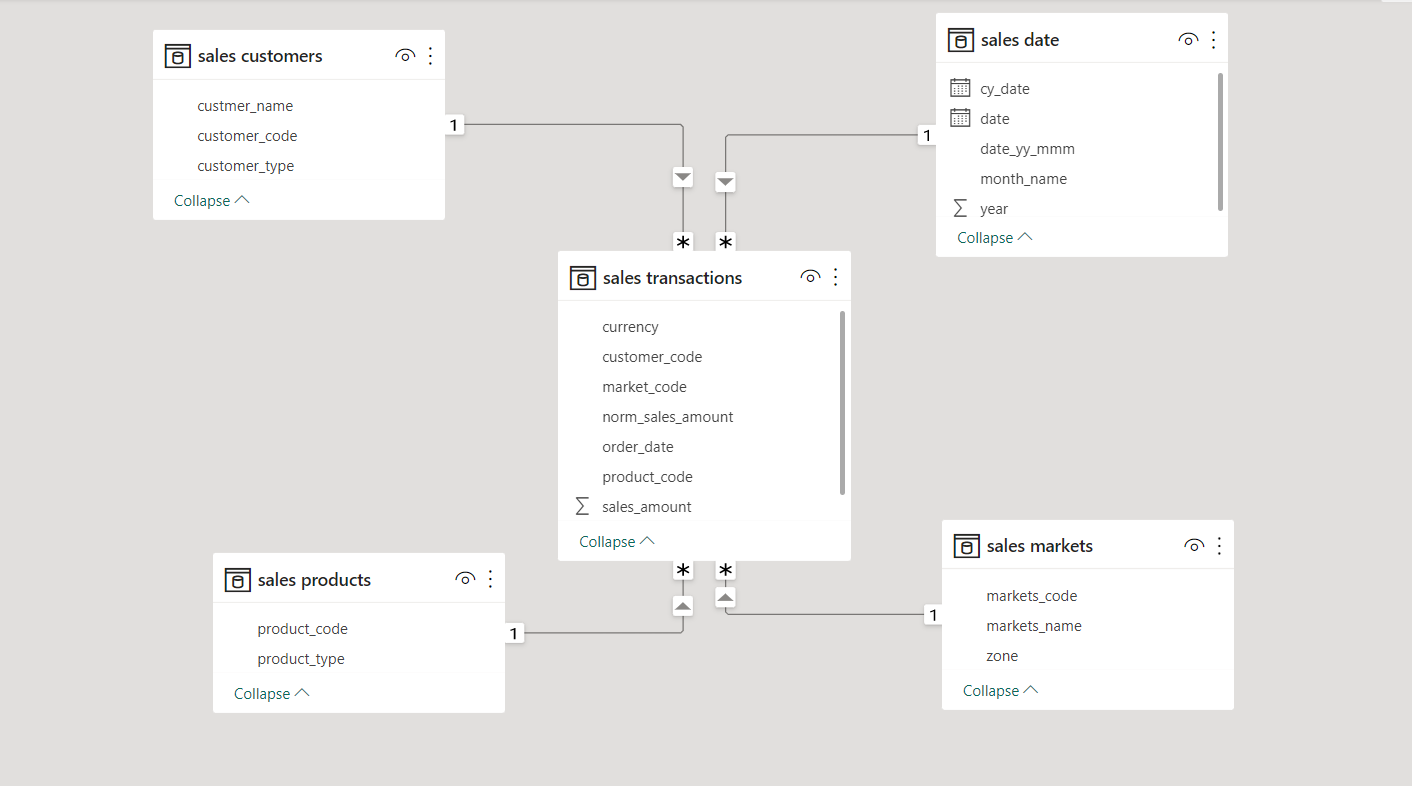 sales customers
custmer_name
customer_code
customer_type
Collapse
1
sales date
cy_date
date
date_yy_mmm
month_name
Σ year
Collapse
1
* *
sales transactions
currency
customer_code
market_code
norm_sales_amount
order_date
product_code
Σ sales_amount
Collapse
* *
sales products
product_code
product_type
Collapse
1
sales markets
markets_code
markets_name
zone
Collapse
1